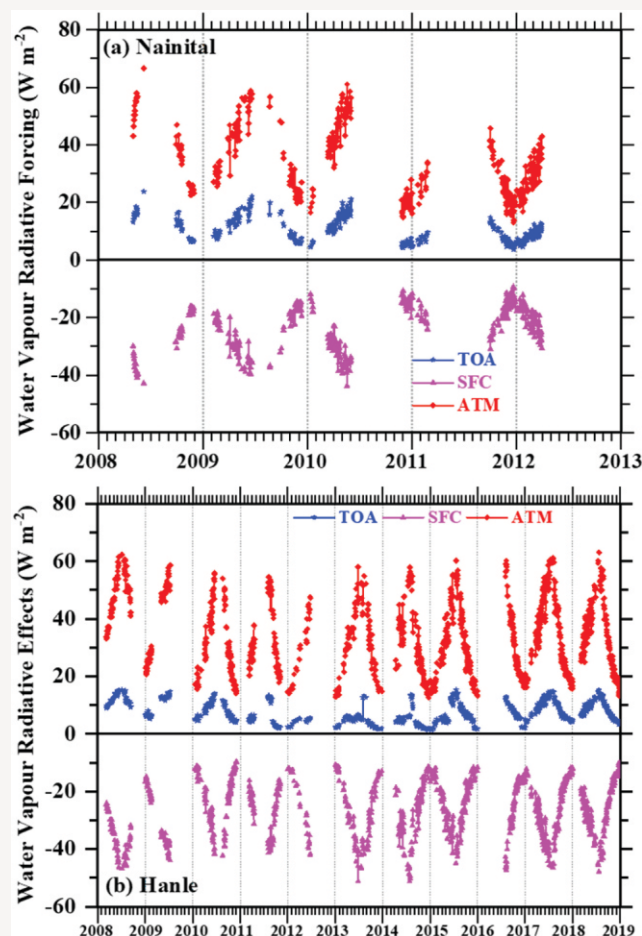 Water Vapour Radiative Forcing (W m-2)
(a) Nainital
80
60
40
20
0
-20
-40
-60
TOA
SFC
ATM
2008 2009 2010 2011 2012 2013
Water Vapour Radiative Effects (W m-2)
80
60
40
20
0
-20
-40
-60
TOA SFC ATM
(b) Hanle
2008 2009 2010 2011 2012 2013 2014 2015 2016 2017 2018 2019